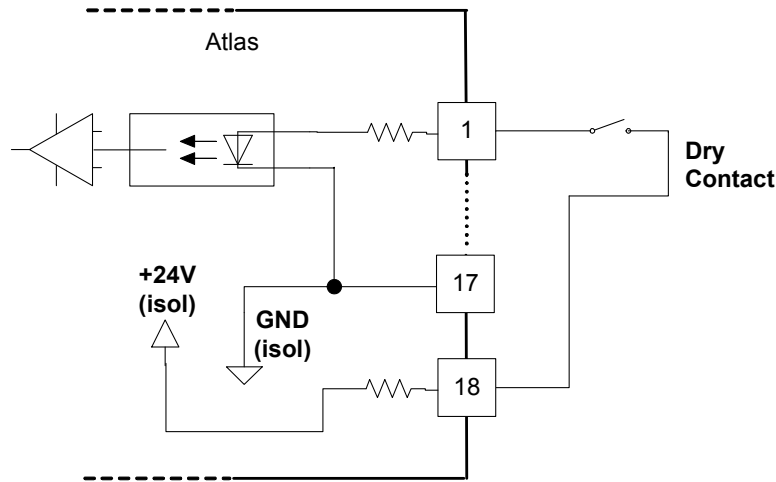 Atlas
1
Dry
Contact
+24V
(isol)
17
GND
(isol)
18